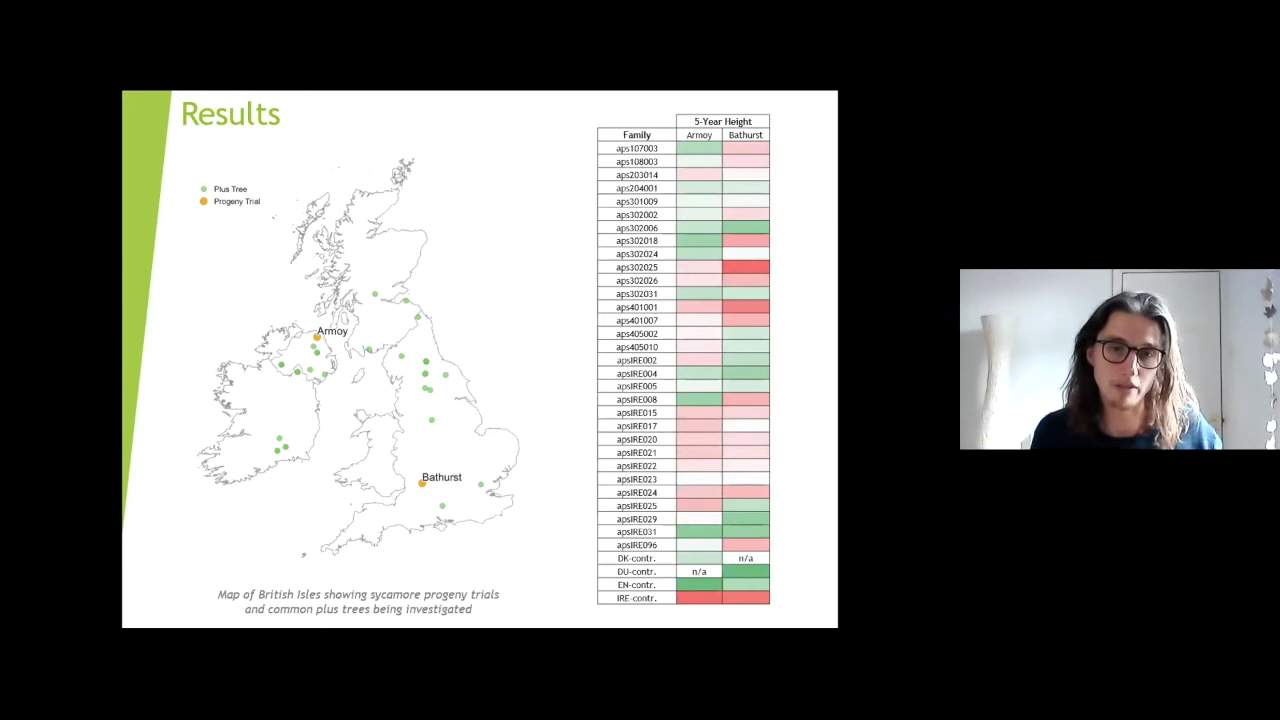 Results
Plus Tree
Progeny Trial
Armoy
Bathurst
Map of British Isles showing sycamore progeny trials
and common plus trees being investigated
5-Year Height
Family Armoy Bathurst
aps107003
aps108003
aps203014
aps204001
aps301009
aps302002
aps302006
aps302018
aps302024
aps302025
aps302026
aps302031
aps401001
aps401007
aps405002
aps405010
apsIRE002
apsIRE004
apsIRE005
apsIRE008
apsIRE015
apsIRE017
apsIRE020
apsIRE021
apsIRE022
apsIRE023
apsIRE024
apsIRE025
apsIRE029
apsIRE031
apsIRE096
DK-contr. n/a
DU-contr. n/a
EN-contr.
IRE-contr.